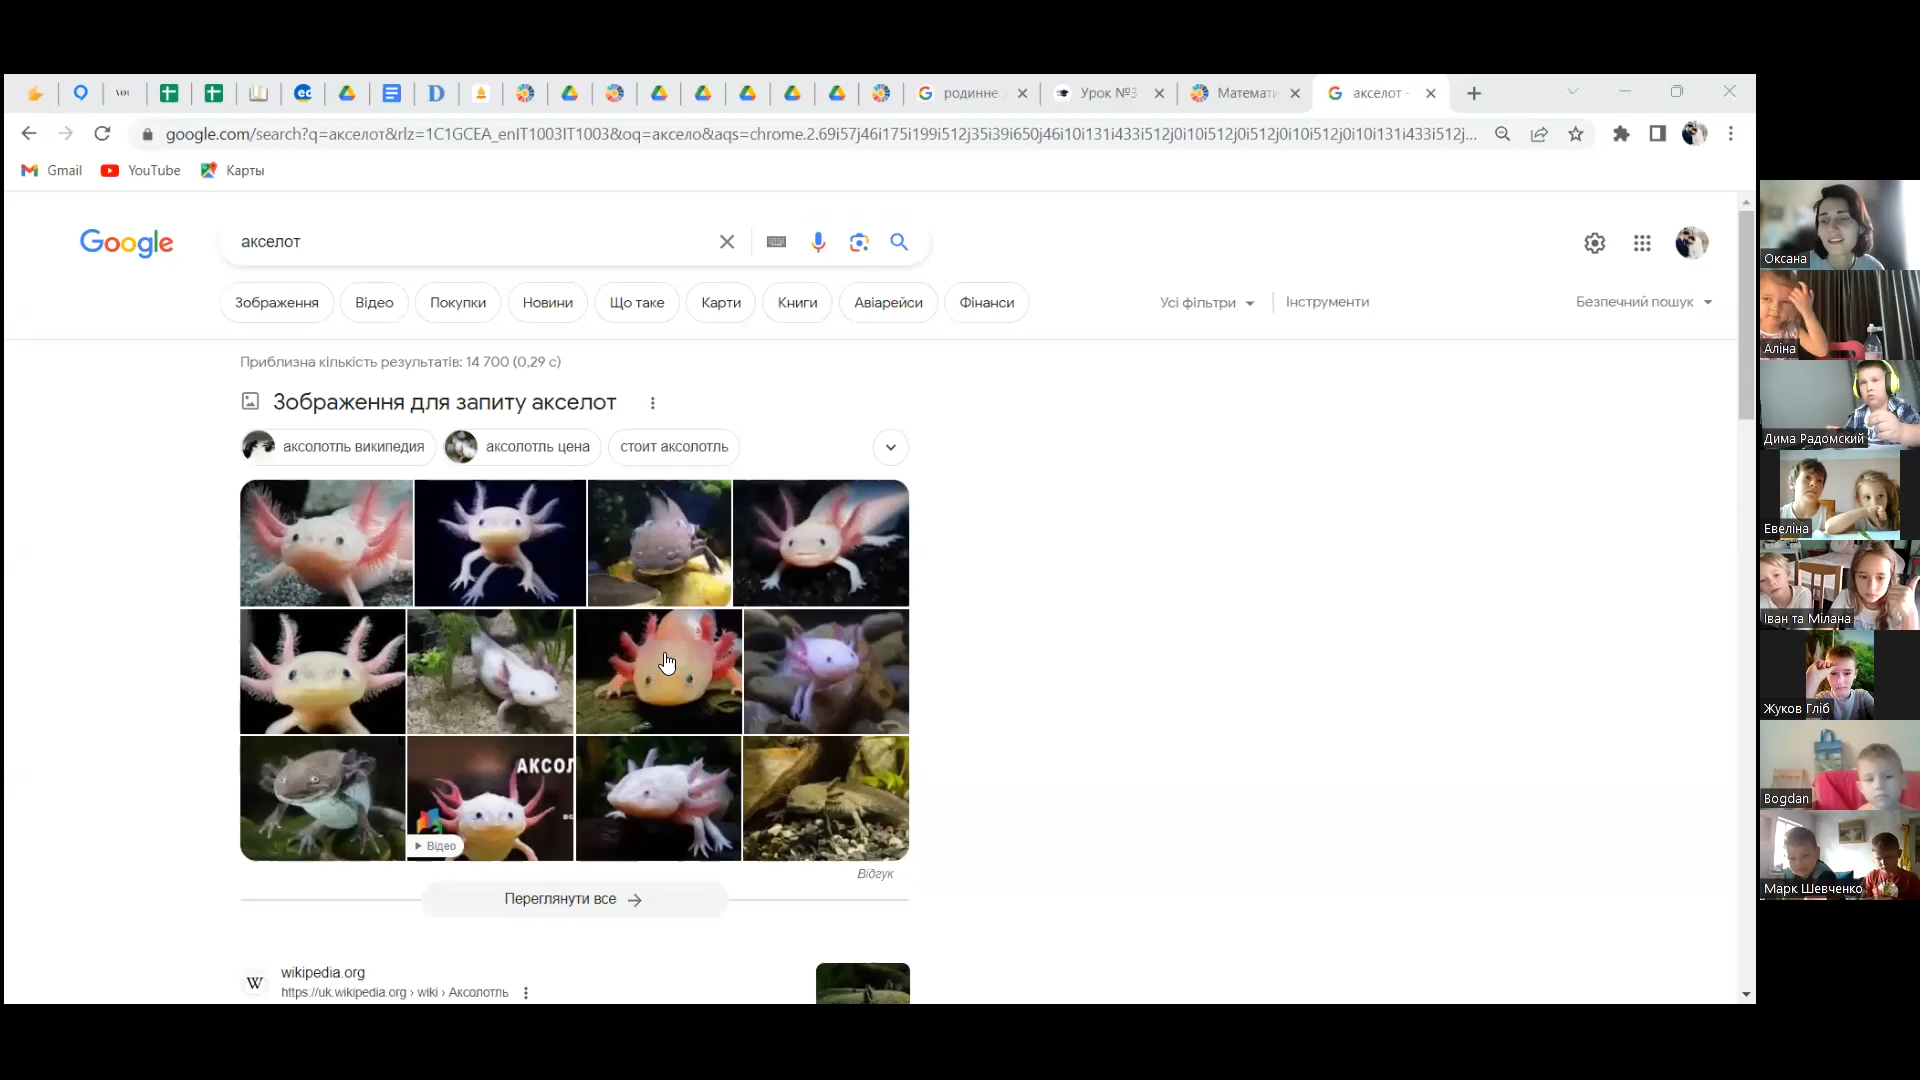 родинне
Урок №3
Математи
акселот -
google.com/search?q=акселот&rlz=1C1GCEA_enIT1003IT1003&oq=аксело&aqs=chrome.2.69i57j46i175i199i512j35i39i650j46i10i131i433i512j0i10i512j0i512j0i10i512j0i10i131i433i512j...
Gmail
YouTube
Карты
Google
акселот
Зображення
Відео
Покупки
Новини
Що таке
Карти
Книги
Авіарейси
Фінанси
Усі фільтри
Інструменти
Безпечний пошук
Приблизна кількість результатів: 14 700 (0,29 с)
Зображення для запиту акселот
аксолотль википедия
аксолотль цена
стоит аксолотль
АКСОЛ
Відео
Відгук
Переглянути все
W
wikipedia.org
https://uk.wikipedia.org › wiki › Аксолотль
Оксана
Аліна
Дима Радомский
Евеліна
Іван та Мілана
Жуков Гліб
Bogdan
Марк Шевченко